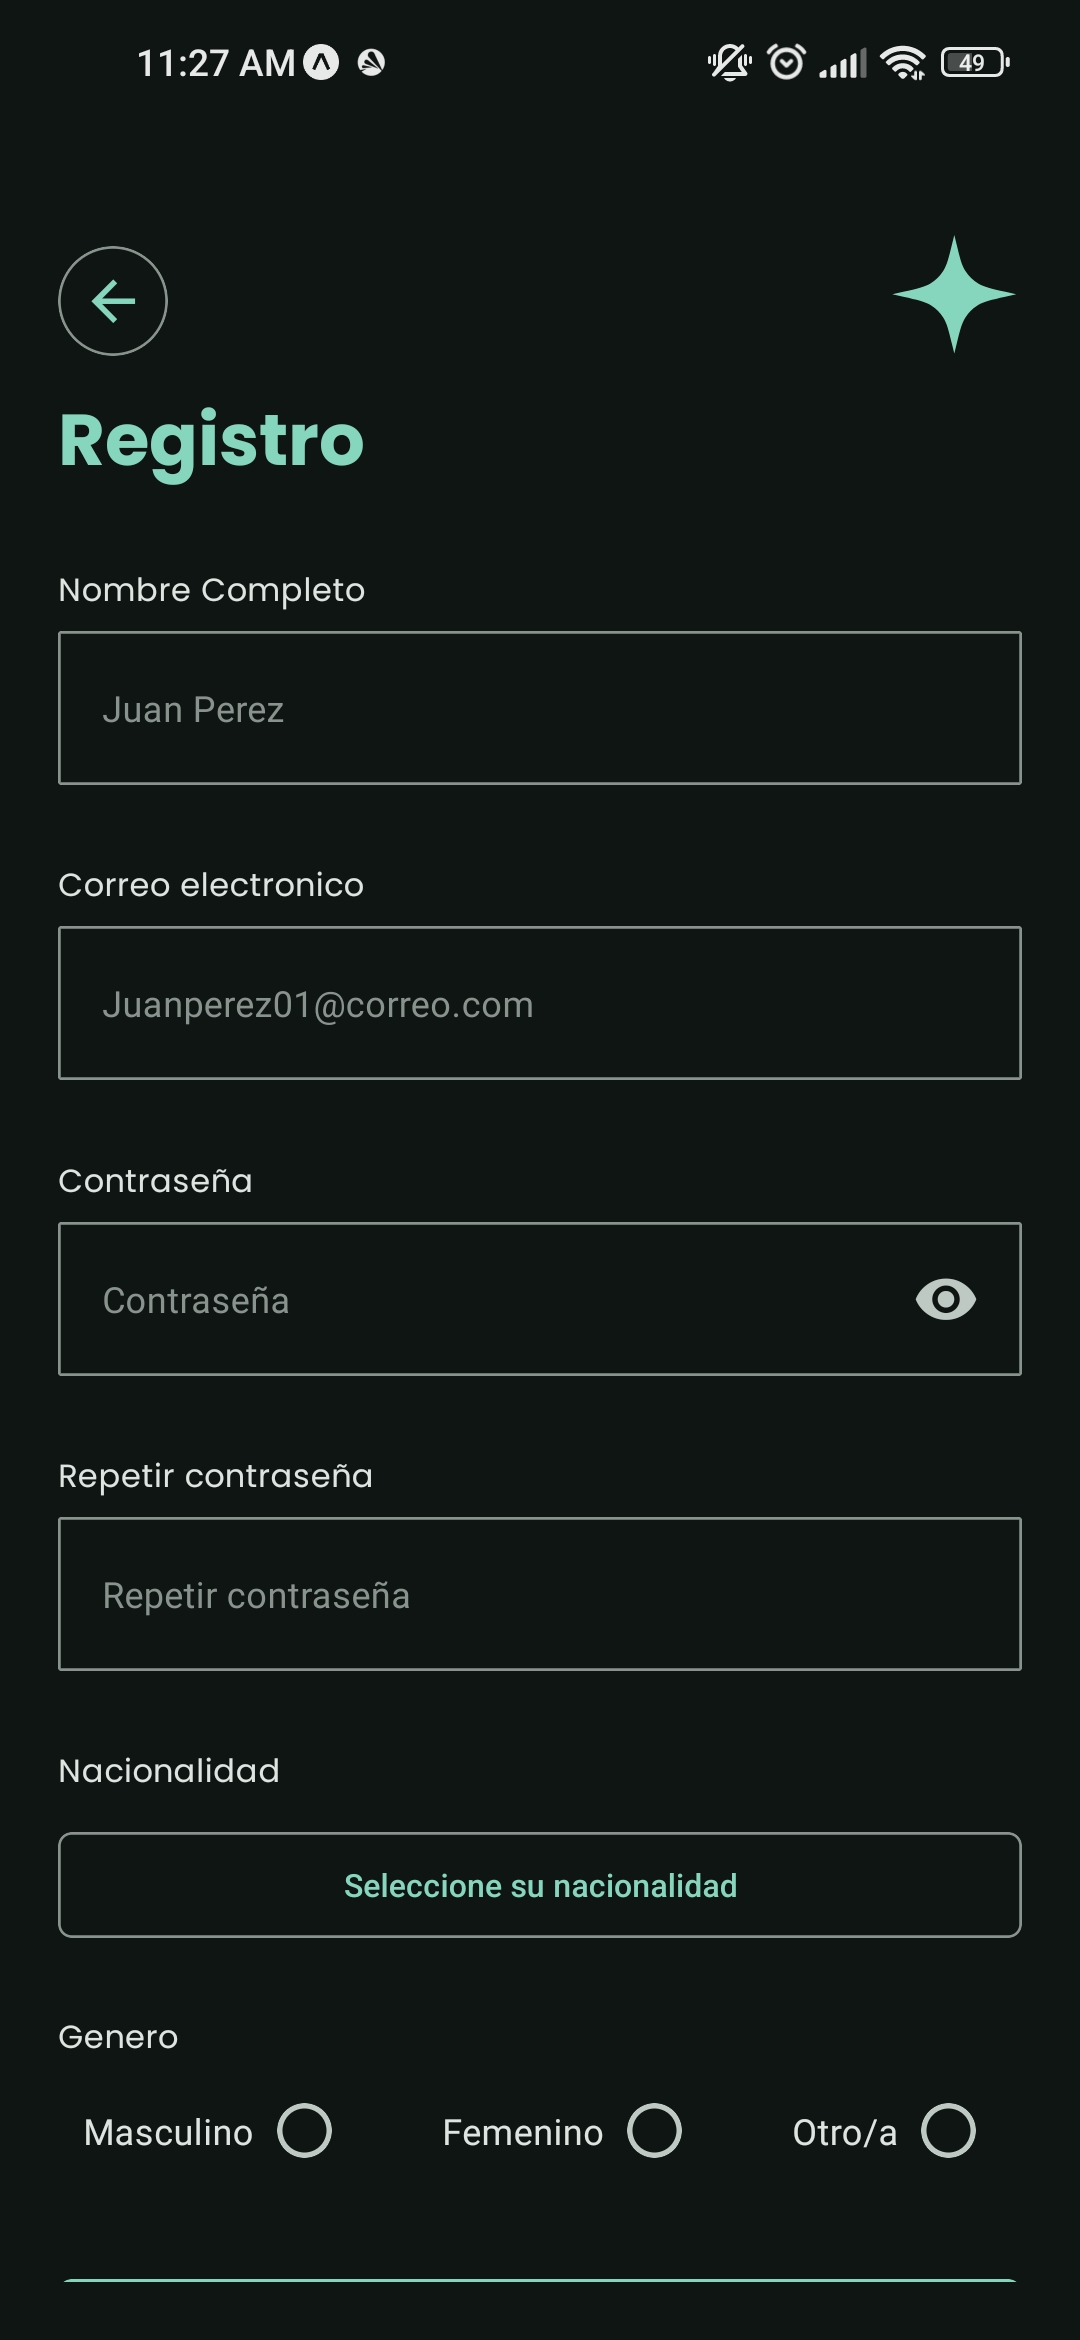 11:27 AM
49
Registro
Nombre Completo
Juan Perez
Correo electronico
Juanperez01@correo.com
Contraseña
Contraseña
Repetir contraseña
Repetir contraseña
Nacionalidad
Seleccione su nacionalidad
Genero
Masculino Femenino Otro/a